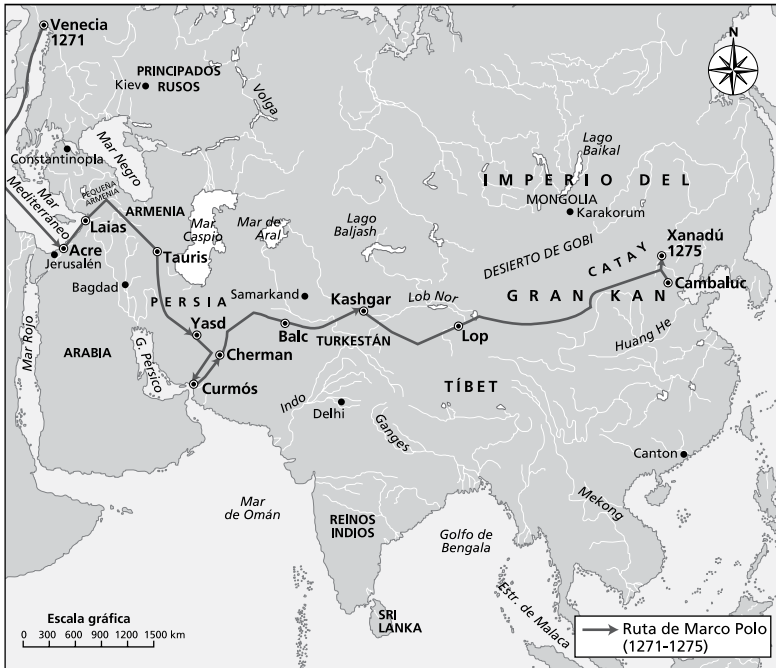 Venecia
1271
PRINCIPADOS
RUSOS
Kiev
Volga
N
Constantinopla
Mar Negro
Mar
Mediterráneo
PEQUEÑA
ARMENIA
ARMENIA
Laias
Acre
Jerusalén
Tauris
Mar
Caspio
Mar de
Aral
Lago
Baljash
Lago
Baikal
IMPERIO DEL
MONGOLIA
Karakorum
DESIERTO DE GOBI
CATAY
Xanadú
1275
Cambaluc
GRAN KAN
Bagdad
PERSIA
Samarkand
Kashgar
Lob Nor
Yasd
Balc
TURKESTÁN
Lop
Huang He
Mar Rojo
ARABIA
G. Pérsico
Cherman
Curmós
TÍBET
Indo
Delhi
Ganges
Canton
Mekong
Mar
de Omán
REINOS
INDIOS
Golfo de
Bengala
Estr. de Malaca
SRI
LANKA
Escala gráfica
0 300 600 900 1200 1500 km
Ruta de Marco Polo
(1271-1275)